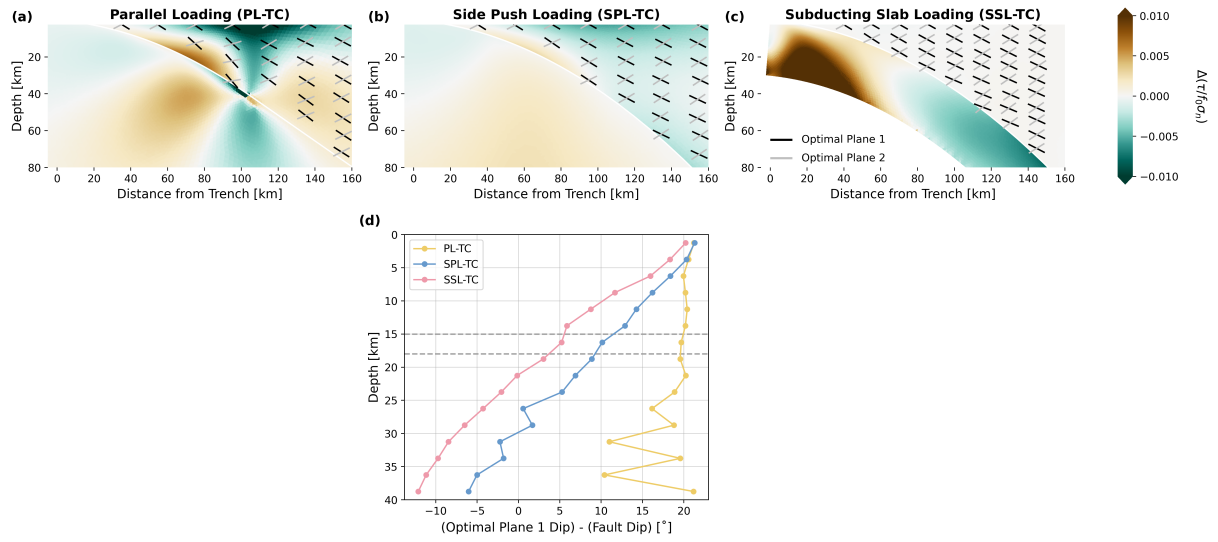 (a) Parallel Loading (PL-TC)
(b) Side Push Loading (SPL-TC)
(c) Subducting Slab Loading (SSL-TC)
20
40
60
80
Depth [km]
0 20 40 60 80 100 120 140 160
Distance from Trench [km]
20
40
60
80
Depth [km]
0 20 40 60 80 100 120 140 160
Distance from Trench [km]
20
40
60
80
Depth [km]
Optimal Plane 1
Optimal Plane 2
0 20 40 60 80 100 120 140 160
Distance from Trench [km]
0.010
0.005
0.000
−0.005
−0.010
Δ(τ/f₀σₙ)
(d)
PL-TC
SPL-TC
SSL-TC
0
5
10
15
20
25
30
35
40
Depth [km]
−10 −5 0 5 10 15 20
(Optimal Plane 1 Dip) - (Fault Dip) [˚]